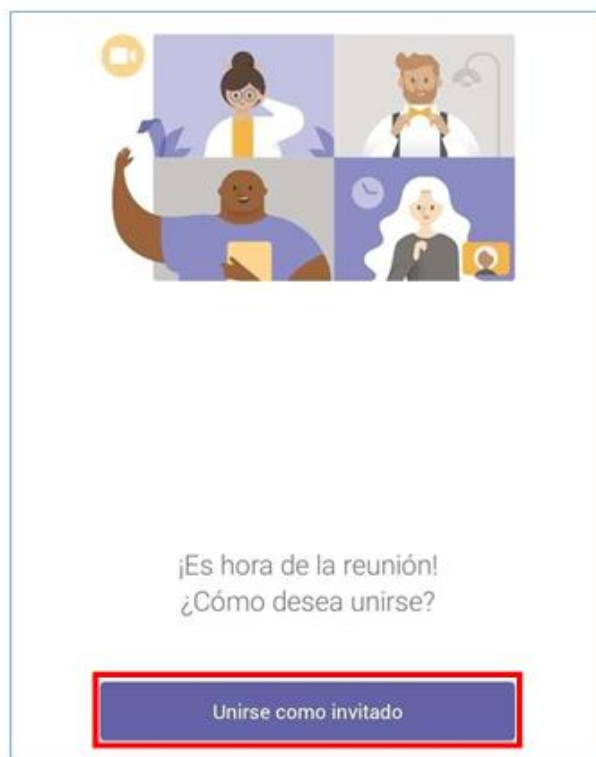 ¡Es hora de la reunión!
¿Cómo desea unirse?
Unirse como invitado